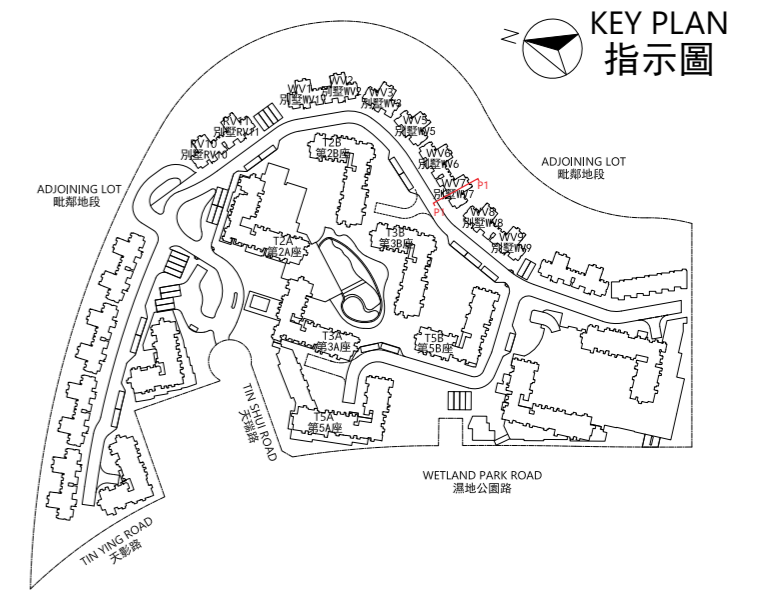 KEY PLAN
指示圖
N
WV1
別墅WV1
WV2
別墅WV2
WV3
別墅WV3
RV11
別墅RV11
RV10
別墅RV10
WV5
別墅WV5
T2B
第2B座
WV6
別墅WV6
ADJOINING LOT
毗鄰地段
ADJOINING LOT
毗鄰地段
WV7
別墅WV7
P1
P1
WV8
別墅WV8
T3B
第3B座
WV9
別墅WV9
T2A
第2A座
T3A
第3A座
T5B
第5B座
T5A
第5A座
TIN SHUI ROAD
天瑞路
WETLAND PARK ROAD
濕地公園路
TIN YING ROAD
天影路